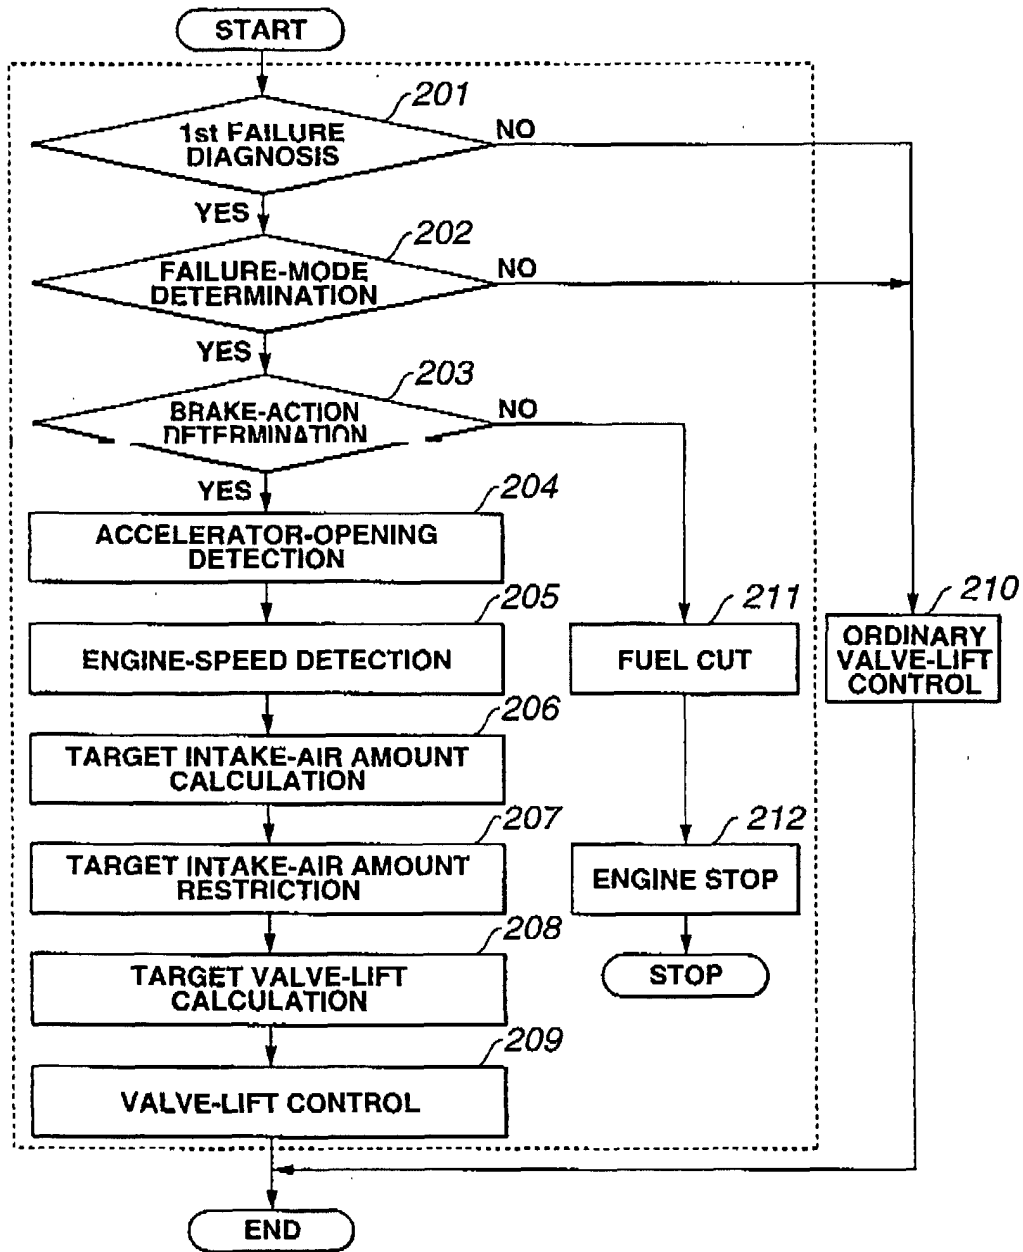 START
201
1st FAILURE
DIAGNOSIS
NO
YES
202
FAILURE-MODE
DETERMINATION
NO
YES
203
BRAKE-ACTION
DETERMINATION
NO
YES
204
ACCELERATOR-OPENING
DETECTION
205
ENGINE-SPEED DETECTION
211
FUEL CUT
210
ORDINARY
VALVE-LIFT
CONTROL
206
TARGET INTAKE-AIR AMOUNT
CALCULATION
207
TARGET INTAKE-AIR AMOUNT
RESTRICTION
212
ENGINE STOP
208
TARGET VALVE-LIFT
CALCULATION
STOP
209
VALVE-LIFT CONTROL
END